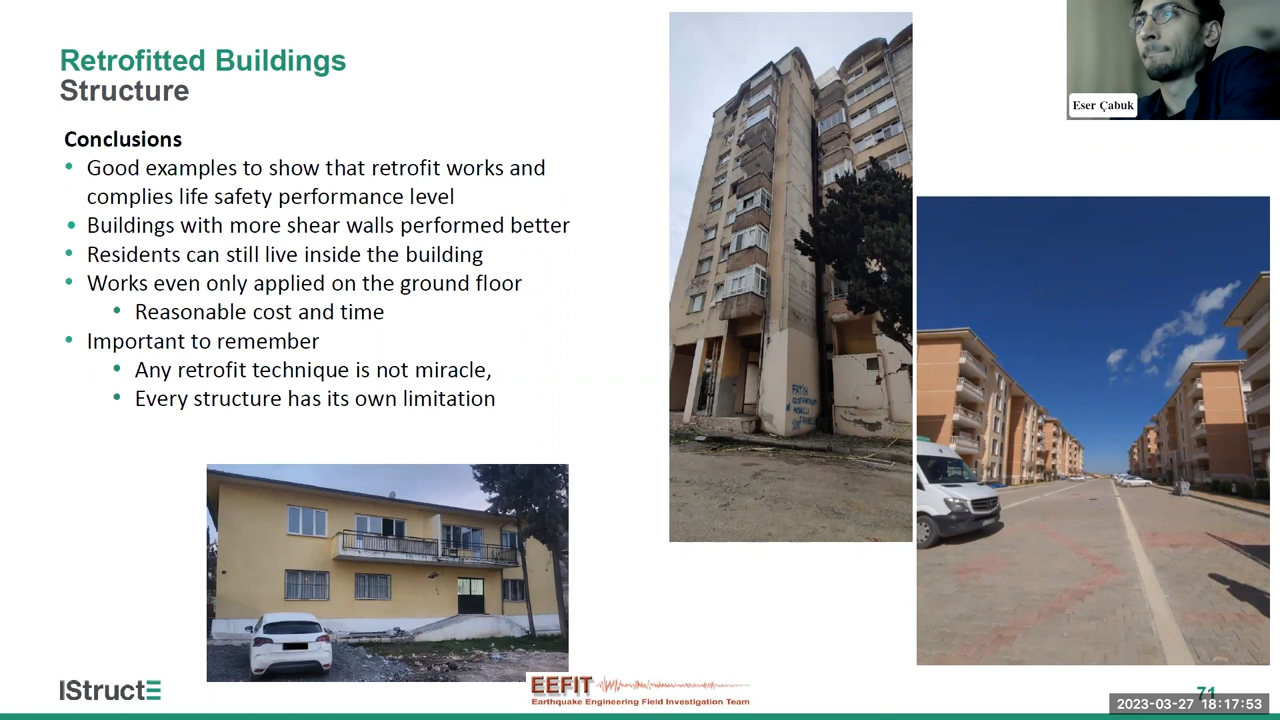 Retrofitted Buildings
Structure
Eser Çabuk
Conclusions
• Good examples to show that retrofit works and
complies life safety performance level
• Buildings with more shear walls performed better
• Residents can still live inside the building
• Works even only applied on the ground floor
• Reasonable cost and time
• Important to remember
• Any retrofit technique is not miracle,
• Every structure has its own limitation
FATİH
IStructE
EEFIT
Earthquake Engineering Field Investigation Team
71
2023-03-27 18:17:53